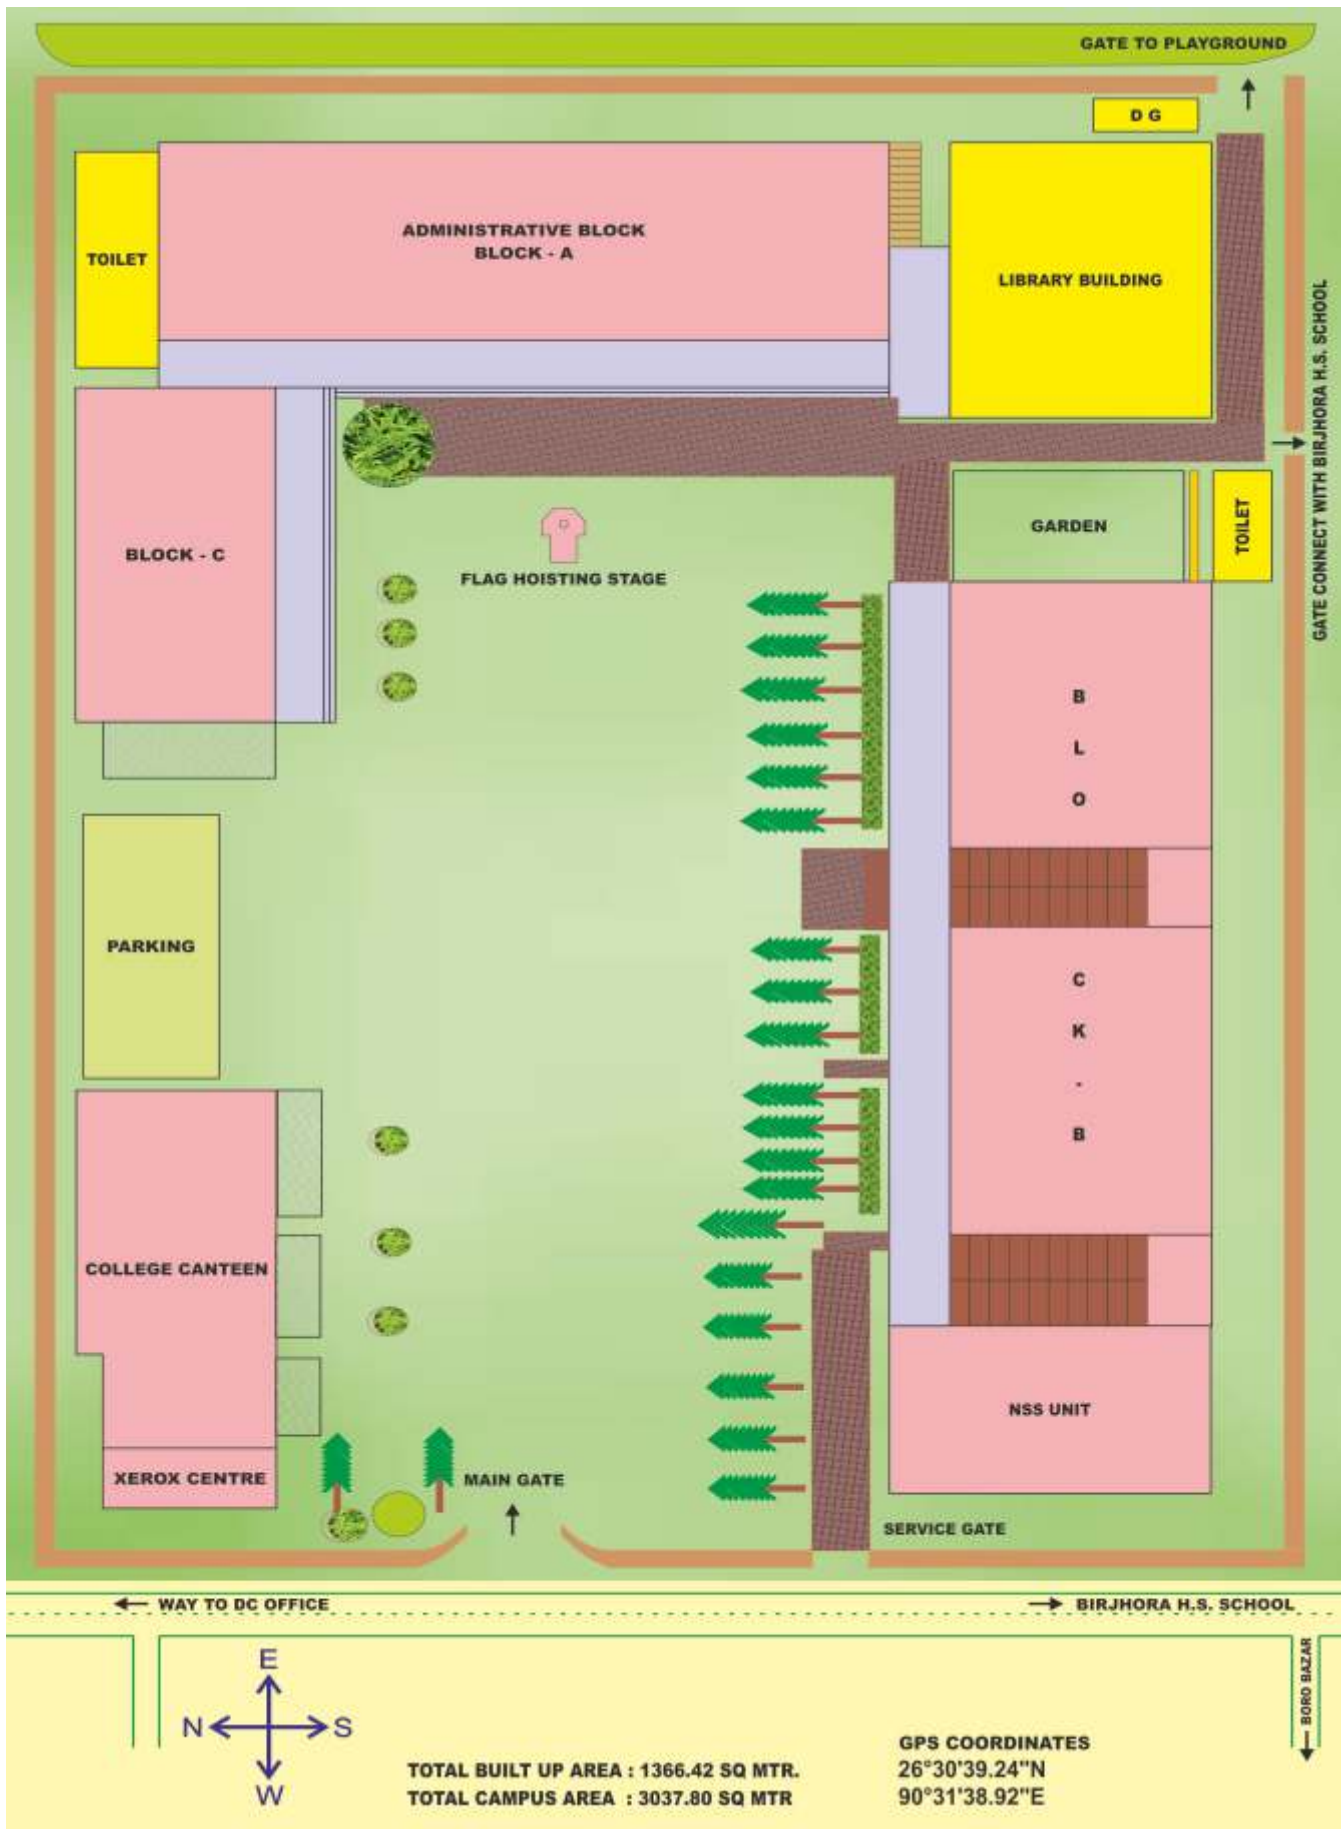 GATE TO PLAYGROUND
D G
ADMINISTRATIVE BLOCK
BLOCK - A
TOILET
LIBRARY BUILDING
GATE CONNECT WITH BIRJHORA H.S. SCHOOL
BLOCK - C
FLAG HOISTING STAGE
GARDEN
TOILET
B
L
O
C
K
-
B
PARKING
COLLEGE CANTEEN
NSS UNIT
XEROX CENTRE
MAIN GATE
SERVICE GATE
WAY TO DC OFFICE
BIRJHORA H.S. SCHOOL
BORO BAZAR
E
N
S
W
GPS COORDINATES
TOTAL BUILT UP AREA : 1366.42 SQ MTR.
26°30'39.24"N
TOTAL CAMPUS AREA : 3037.80 SQ MTR
90°31'38.92"E